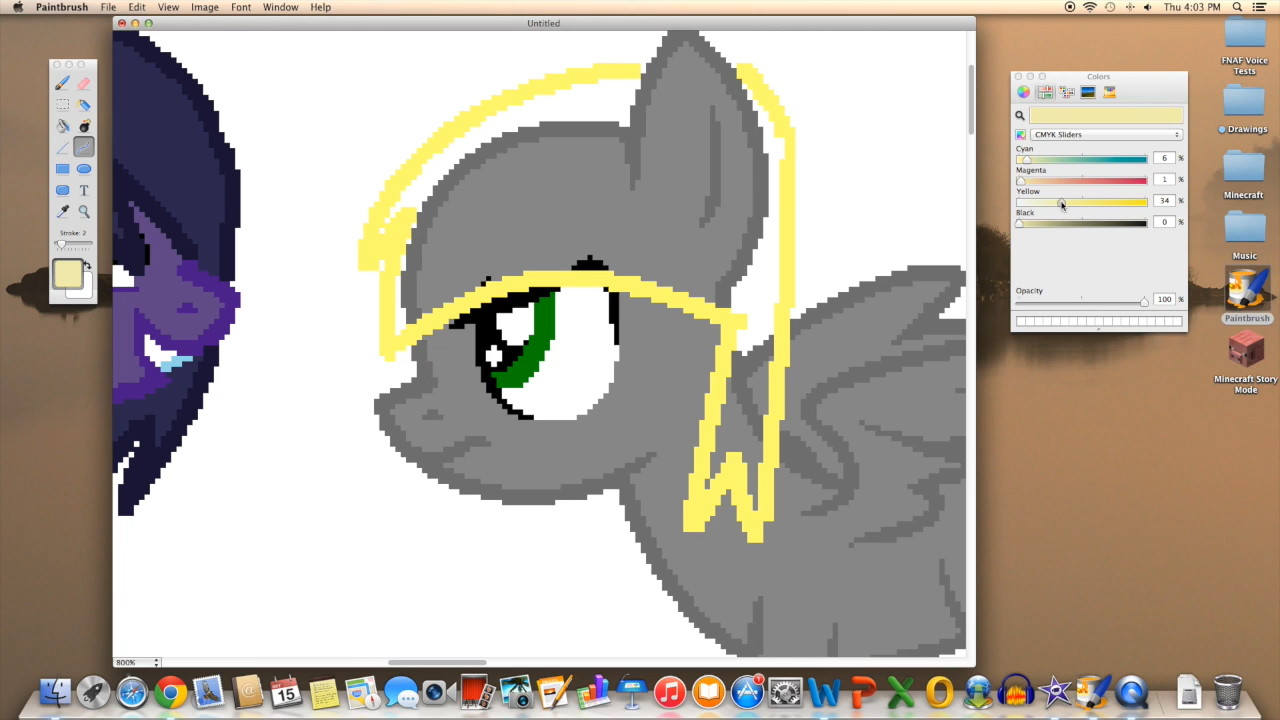 Paintbrush File Edit View Image Font Window Help
Thu 4:03 PM
Untitled
Colors
CMYK Sliders
Cyan
6 %
Magenta
1 %
Yellow
34 %
Black
0 %
Opacity
100 %
T
Stroke: 2
800%
FNAF Voice
Tests
Drawings
Minecraft
Music
Paintbrush
Minecraft Story
Mode
JAN
15
1